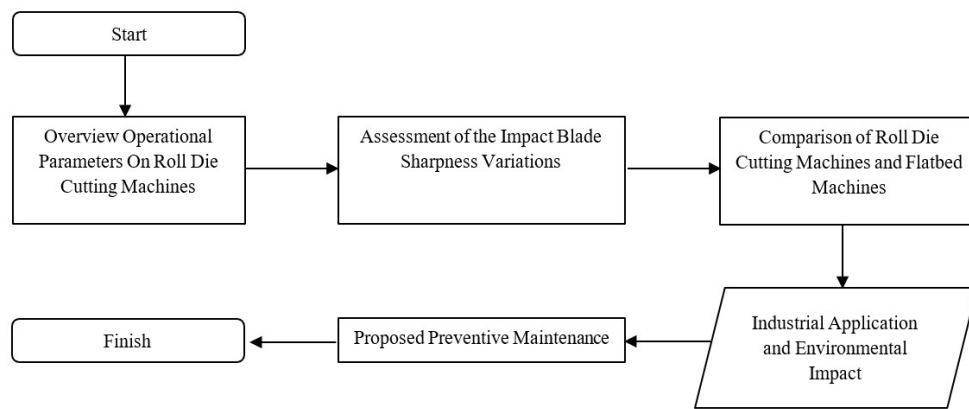 Start
Overview Operational
Parameters On Roll Die
Cutting Machines
Assessment of the Impact Blade
Sharpness Variations
Comparison of Roll Die
Cutting Machines and Flatbed
Machines
Industrial Application
and Environmental
Impact
Proposed Preventive Maintenance
Finish